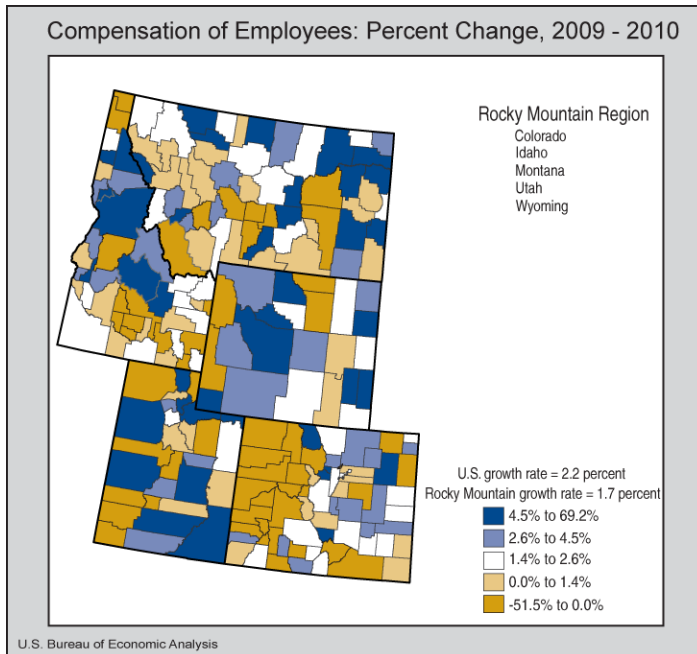 Compensation of Employees: Percent Change, 2009 - 2010
Rocky Mountain Region
Colorado
Idaho
Montana
Utah
Wyoming
U.S. growth rate = 2.2 percent
Rocky Mountain growth rate = 1.7 percent
4.5% to 69.2%
2.6% to 4.5%
1.4% to 2.6%
0.0% to 1.4%
-51.5% to 0.0%
U.S. Bureau of Economic Analysis